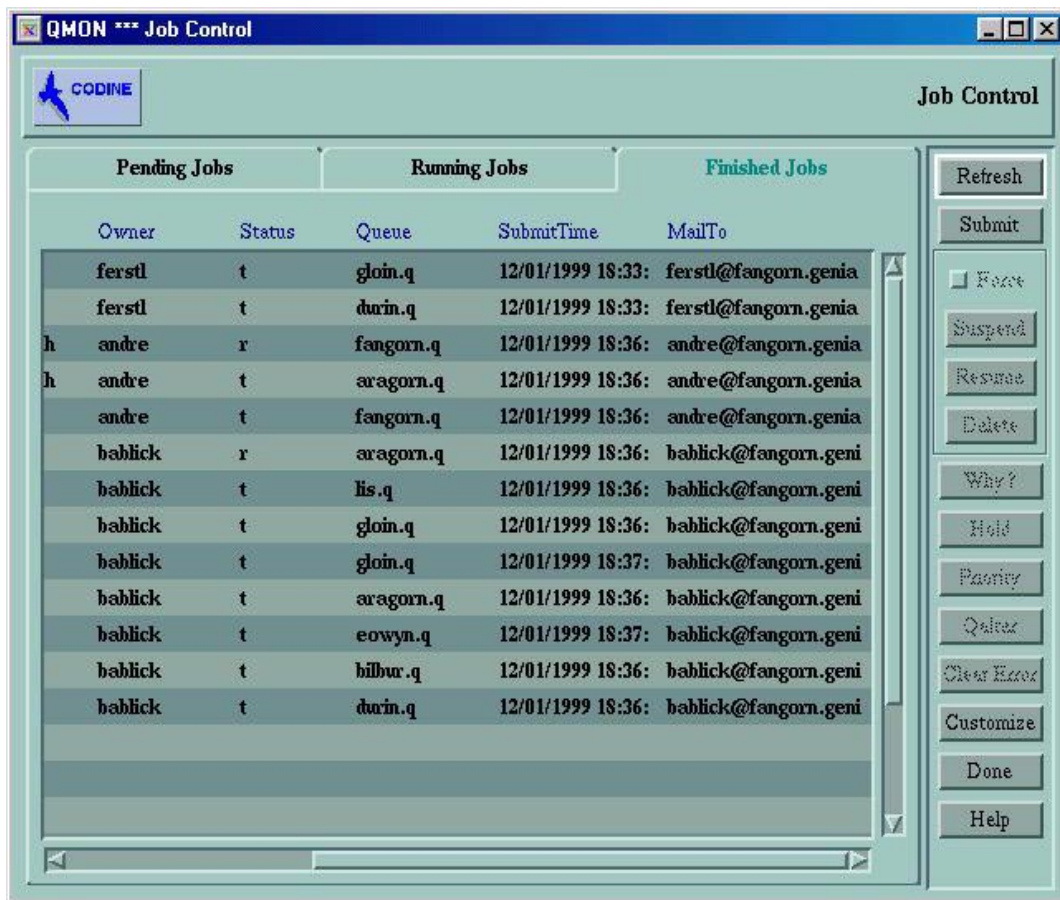 QMON *** Job Control
CODINE
Job Control
Pending Jobs Running Jobs Finished Jobs
Owner Status Queue SubmitTime MailTo
ferstl t gloin.q 12/01/1999 18:33: ferstl@fangorn.genia
ferstl t durin.q 12/01/1999 18:33: ferstl@fangorn.genia
h andre r fangorn.q 12/01/1999 18:36: andre@fangorn.genia
h andre t aragorn.q 12/01/1999 18:36: andre@fangorn.genia
andre t fangorn.q 12/01/1999 18:36: andre@fangorn.genia
bablick r aragorn.q 12/01/1999 18:36: bablick@fangorn.geni
bablick t lis.q 12/01/1999 18:36: bablick@fangorn.geni
bablick t gloin.q 12/01/1999 18:36: bablick@fangorn.geni
bablick t gloin.q 12/01/1999 18:37: bablick@fangorn.geni
bablick t aragorn.q 12/01/1999 18:36: bablick@fangorn.geni
bablick t eowyn.q 12/01/1999 18:37: bablick@fangorn.geni
bablick t bilbur.q 12/01/1999 18:36: bablick@fangorn.geni
bablick t durin.q 12/01/1999 18:36: bablick@fangorn.geni
Refresh
Submit
Force
Suspend
Resume
Delete
Why?
Hold
Priority
Qalter
Clear Error
Customize
Done
Help